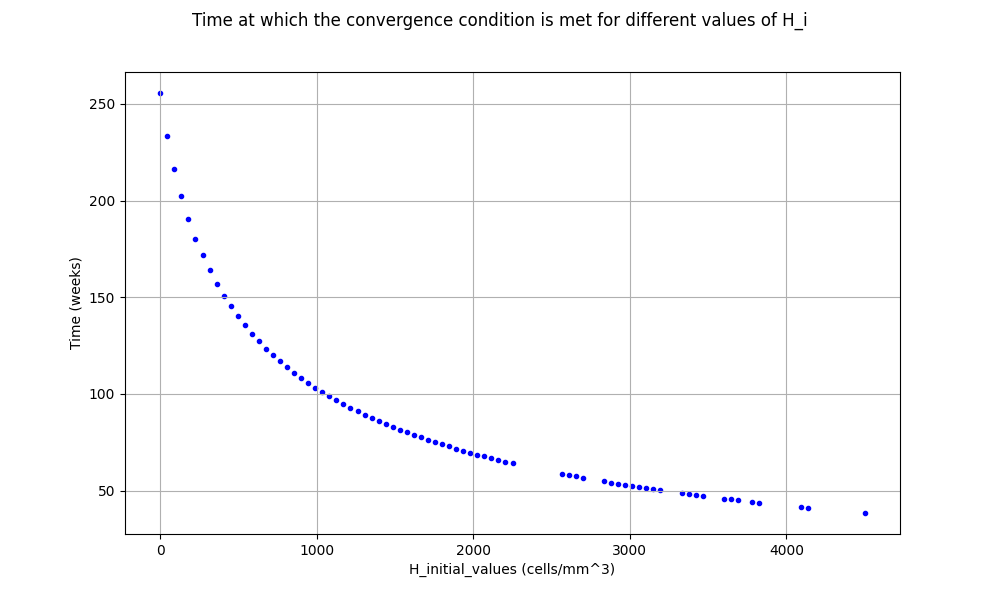 Time at which the convergence condition is met for different values of H_i
250
200
150
100
50
Time (weeks)
0 1000 2000 3000 4000
H_initial_values (cells/mm^3)